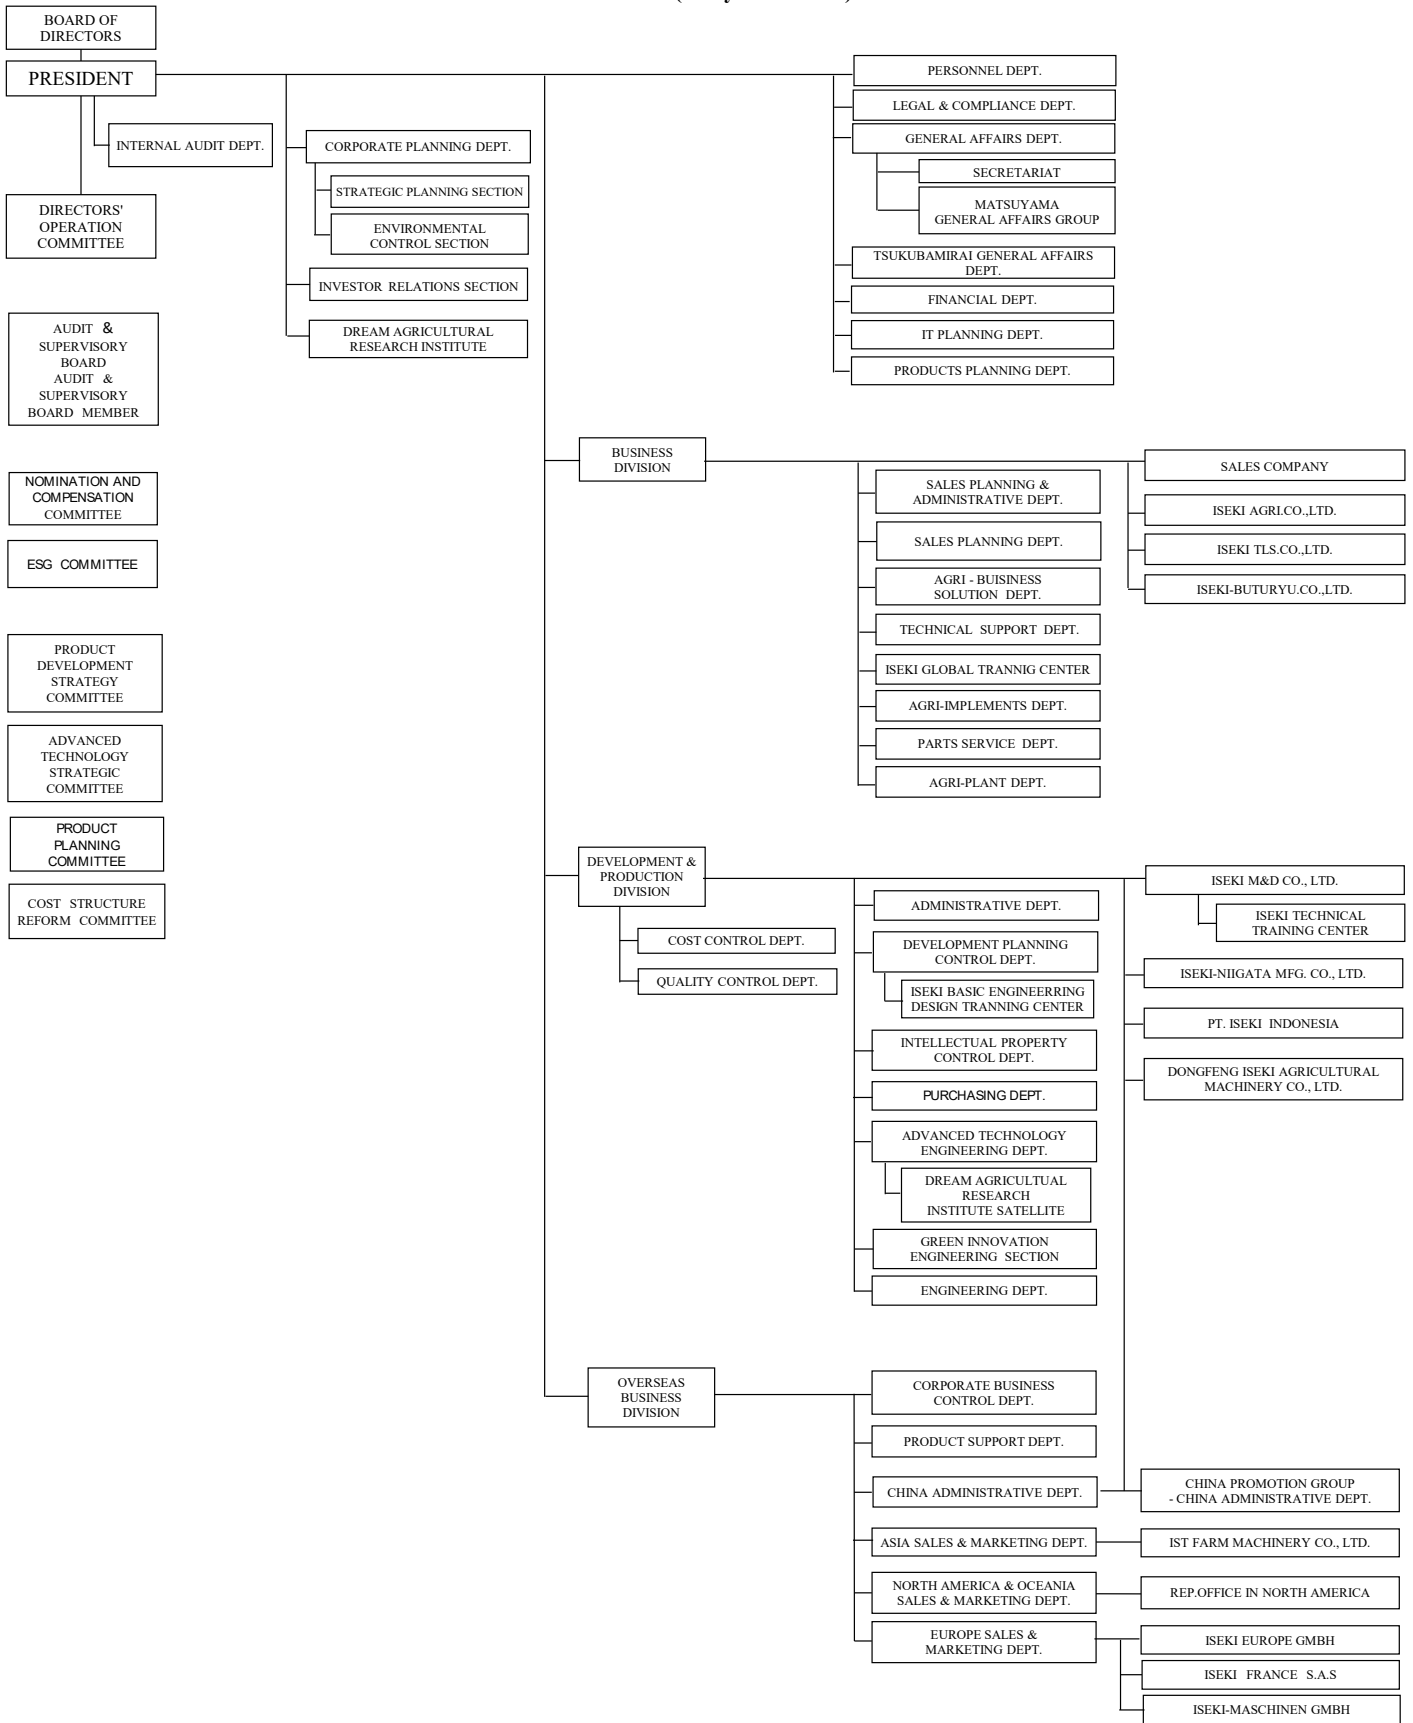 BOARD OF
DIRECTORS
PRESIDENT
INTERNAL AUDIT DEPT.
DIRECTORS'
OPERATION
COMMITTEE
AUDIT & 
SUPERVISORY
BOARD
AUDIT &
SUPERVISORY
BOARD MEMBER
NOMINATION AND
COMPENSATION
COMMITTEE
ESG COMMITTEE
PRODUCT
DEVELOPMENT
STRATEGY
COMMITTEE
ADVANCED
TECHNOLOGY
STRATEGIC
COMMITTEE
PRODUCT
PLANNING
COMMITTEE
COST STRUCTURE
REFORM COMMITTEE
CORPORATE PLANNING DEPT.
STRATEGIC PLANNING SECTION
ENVIRONMENTAL
CONTROL SECTION
INVESTOR RELATIONS SECTION
DREAM AGRICULTURAL
RESEARCH INSTITUTE
PERSONNEL DEPT.
LEGAL & COMPLIANCE DEPT.
GENERAL AFFAIRS DEPT.
SECRETARIAT
MATSUYAMA
GENERAL AFFAIRS GROUP
TSUKUBAMIRAI GENERAL AFFAIRS
DEPT.
FINANCIAL DEPT.
IT PLANNING DEPT.
PRODUCTS PLANNING DEPT.
BUSINESS
DIVISION
SALES PLANNING &
ADMINISTRATIVE DEPT.
SALES PLANNING DEPT.
AGRI - BUISINESS
SOLUTION DEPT.
TECHNICAL SUPPORT DEPT.
ISEKI GLOBAL TRANNIG CENTER
AGRI-IMPLEMENTS DEPT.
PARTS SERVICE DEPT.
AGRI-PLANT DEPT.
SALES COMPANY
ISEKI AGRI.CO.,LTD.
ISEKI TLS.CO.,LTD.
ISEKI-BUTURYU.CO.,LTD.
DEVELOPMENT &
PRODUCTION
DIVISION
COST CONTROL DEPT.
QUALITY CONTROL DEPT.
ADMINISTRATIVE DEPT.
DEVELOPMENT PLANNING
CONTROL DEPT.
ISEKI BASIC ENGINEERRING
DESIGN TRANNING CENTER
INTELLECTUAL PROPERTY
CONTROL DEPT.
PURCHASING DEPT.
ADVANCED TECHNOLOGY
ENGINEERING DEPT.
DREAM AGRICULTUAL
RESEARCH
INSTITUTE SATELLITE
GREEN INNOVATION
ENGINEERING SECTION
ENGINEERING DEPT.
ISEKI M&D CO., LTD.
ISEKI TECHNICAL
TRAINING CENTER
ISEKI-NIIGATA MFG. CO., LTD.
PT. ISEKI INDONESIA
DONGFENG ISEKI AGRICULTURAL
MACHINERY CO., LTD.
OVERSEAS
BUSINESS
DIVISION
CORPORATE BUSINESS
CONTROL DEPT.
PRODUCT SUPPORT DEPT.
CHINA ADMINISTRATIVE DEPT.
CHINA PROMOTION GROUP
- CHINA ADMINISTRATIVE DEPT.
ASIA SALES & MARKETING DEPT.
IST FARM MACHINERY CO., LTD.
NORTH AMERICA & OCEANIA
SALES & MARKETING DEPT.
REP.OFFICE IN NORTH AMERICA
EUROPE SALES &
MARKETING DEPT.
ISEKI EUROPE GMBH
ISEKI FRANCE S.A.S
ISEKI-MASCHINEN GMBH